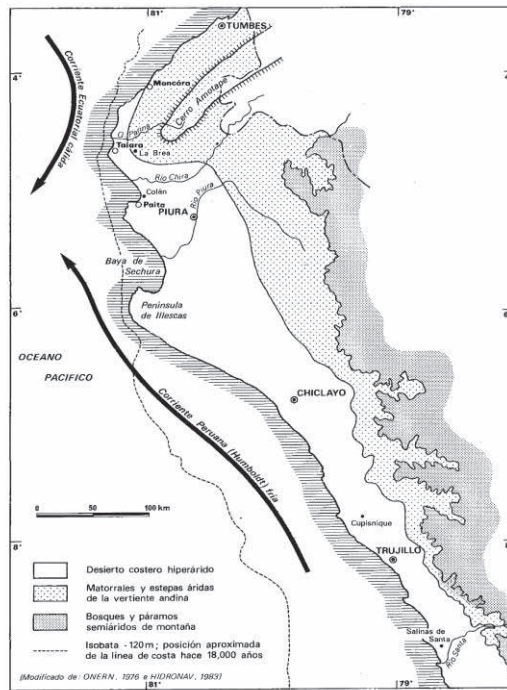 81
79
TUMBES
4
Corriente Ecuatorial cálida
Moncóra
Cerro Amotape
Q. Pariña
Talara
La Brea
Río Chira
Colán
Paita
Río Piura
PIURA
Baya de
Sechura
Península
de Illescas
6
6
OCEANO
PACIFICO
Corriente Peruana (Humboldt) fría
CHICLAYO
0 50 100 km
Cupisnique
8
8
TRUJILLO
Desierto costero hiperárido
Matorrales y estepas áridas
de la vertiente andina
Bosques y páramos
semiáridos de montaña
Salinas de
Santa
Río Santa
Isobata - 120 m ; posición aproximada
de la línea de costa hace 18,000 años
(Modificado de: ONERN, 1976 e HIDRONAV, 1983)
81
79